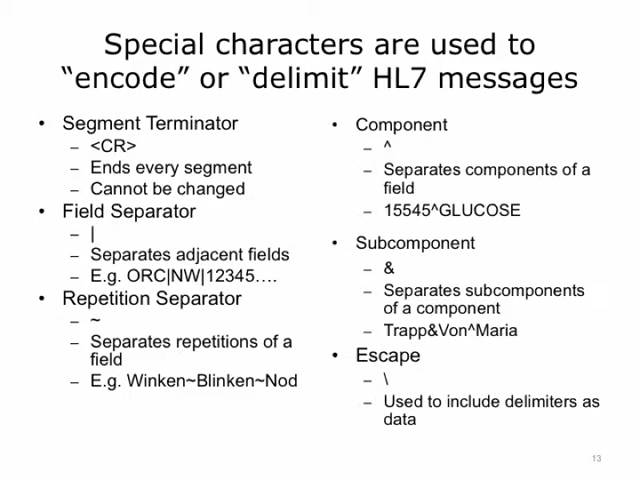 Special characters are used to
“encode” or “delimit” HL7 messages
• Segment Terminator
– <CR>
– Ends every segment
– Cannot be changed
• Field Separator
– |
– Separates adjacent fields
– E.g. ORC|NW|12345….
• Repetition Separator
– ~
– Separates repetitions of a
field
– E.g. Winken~Blinken~Nod
• Component
– ^
– Separates components of a
field
– 15545^GLUCOSE
• Subcomponent
– &
– Separates subcomponents
of a component
– Trapp&Von^Maria
• Escape
– \
– Used to include delimiters as
data
13